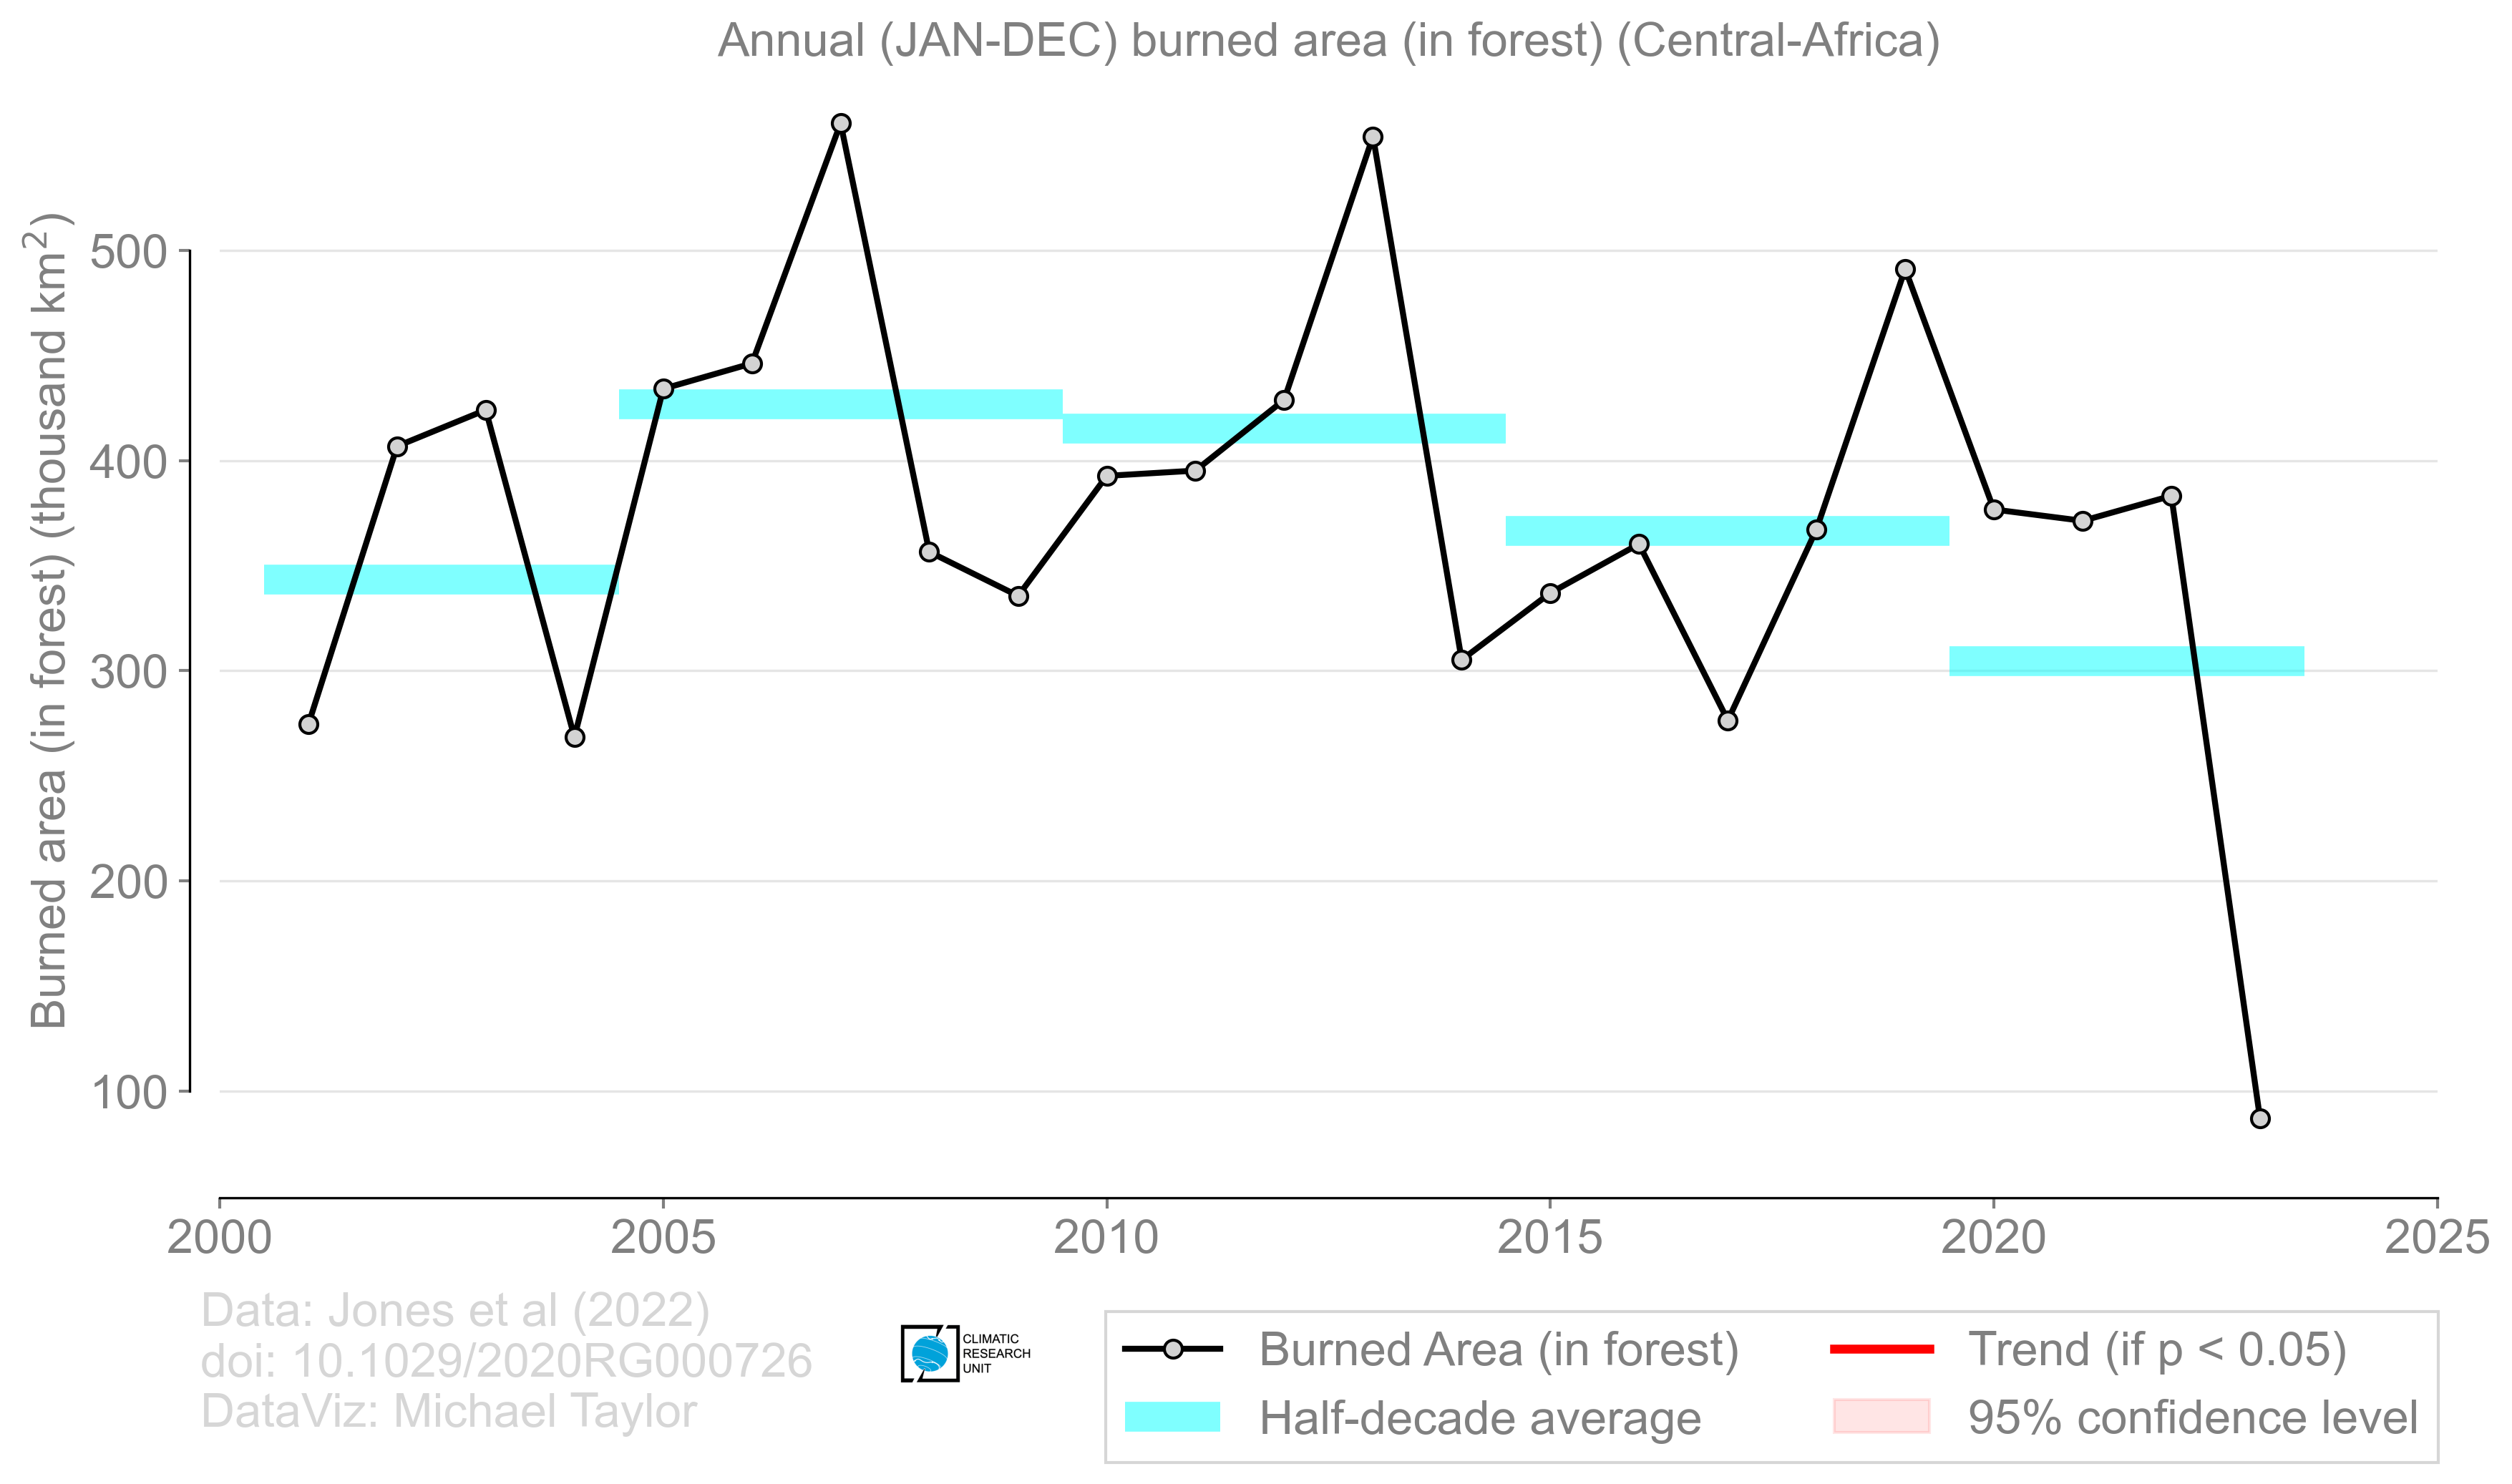 Annual (JAN-DEC) burned area (in forest) (Central-Africa)
Burned area (in forest) (thousand km²)
500
400
300
200
100
2000 2005 2010 2015 2020 2025
Data: Jones et al (2022)
doi: 10.1029/2020RG000726
DataViz: Michael Taylor
CLIMATIC
RESEARCH
UNIT
Burned Area (in forest)
Half-decade average
Trend (if p < 0.05)
95% confidence level